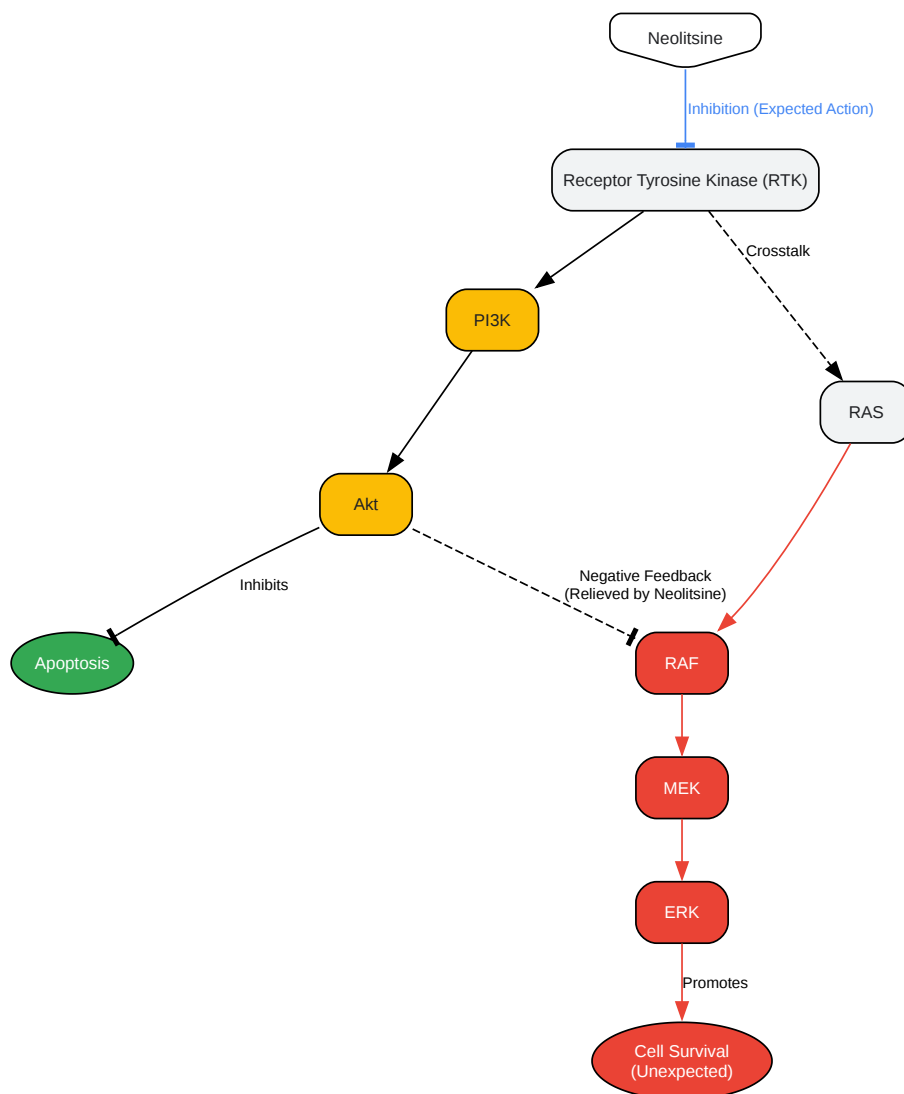 Neolitsine
Inhibition (Expected Action)
Receptor Tyrosine Kinase (RTK)
Crosstalk
PI3K
RAS
Akt
Negative Feedback
(Relieved by Neolitsine)
Inhibits
Apoptosis
RAF
MEK
ERK
Promotes
Cell Survival
(Unexpected)